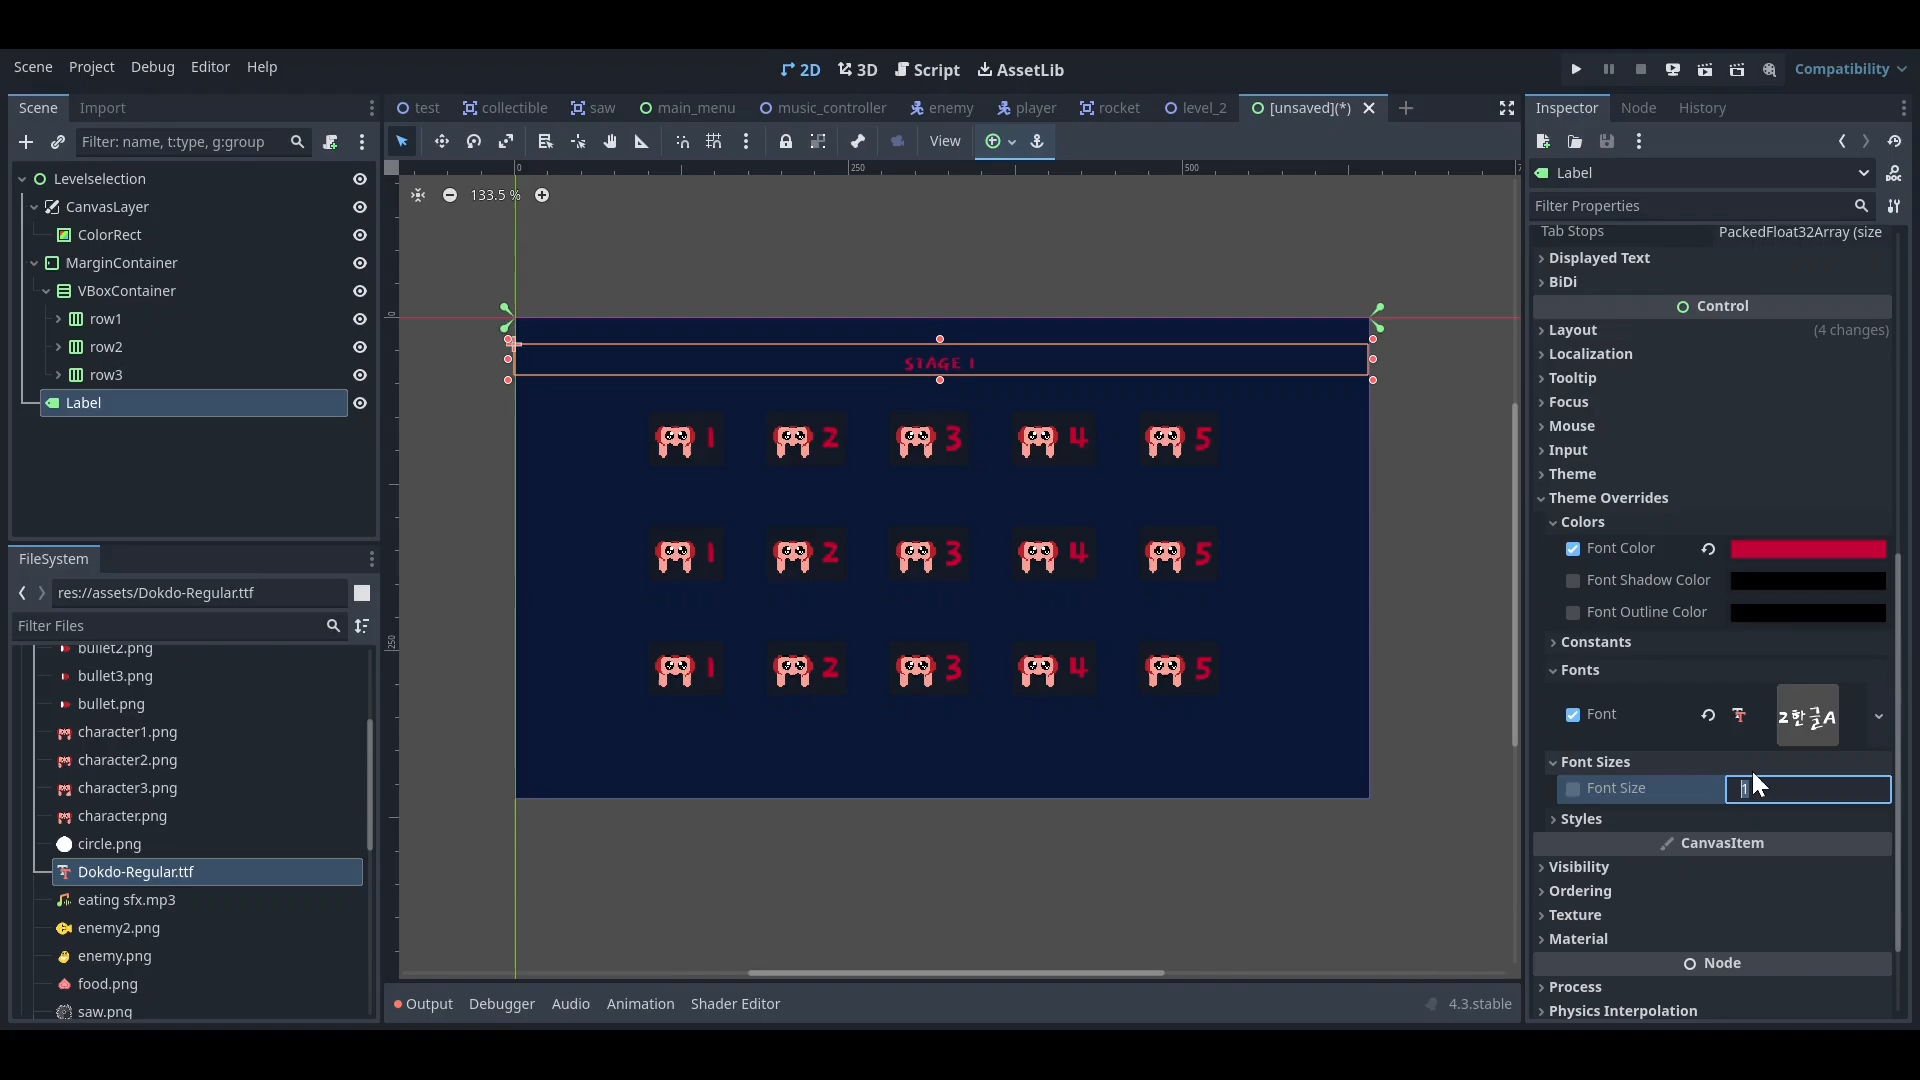 Scene Project Debug Editor Help
2D 3D Script AssetLib
Compatibility
Scene Import
test collectible saw main_menu music_controller enemy player rocket level_2 [unsaved](*)
Inspector Node History
Filter: name, t:type, g:group
View
Label
Filter Properties
Levelselection
CanvasLayer
ColorRect
MarginContainer
VBoxContainer
row1
row2
row3
Label
0 250 500
133.5 %
0
250
STAGE 1
1 2 3 4 5
1 2 3 4 5
1 2 3 4 5
Tab Stops PackedFloat32Array (size
Displayed Text
BiDi
Control
Layout (4 changes)
Localization
Tooltip
Focus
Mouse
Input
Theme
Theme Overrides
Colors
Font Color
Font Shadow Color
Font Outline Color
Constants
Fonts
Font 2한글A
Font Sizes
Font Size 1
Styles
CanvasItem
Visibility
Ordering
Texture
Material
Node
Process
Physics Interpolation
FileSystem
res://assets/Dokdo-Regular.ttf
Filter Files
bullet2.png
bullet3.png
bullet.png
character1.png
character2.png
character3.png
character.png
circle.png
Dokdo-Regular.ttf
eating sfx.mp3
enemy2.png
enemy.png
food.png
saw.png
Output Debugger Audio Animation Shader Editor
4.3.stable